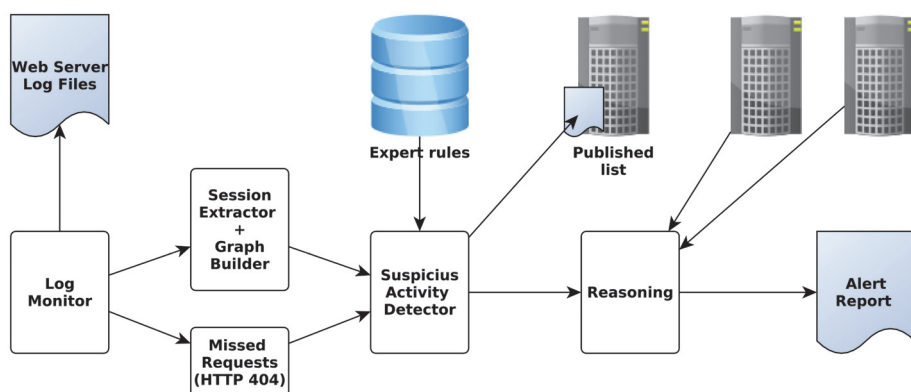 Web Server
Log Files
Expert rules
Published
list
Session
Extractor
+
Graph
Builder
Log
Monitor
Suspicius
Activity
Detector
Reasoning
Alert
Report
Missed
Requests
(HTTP 404)